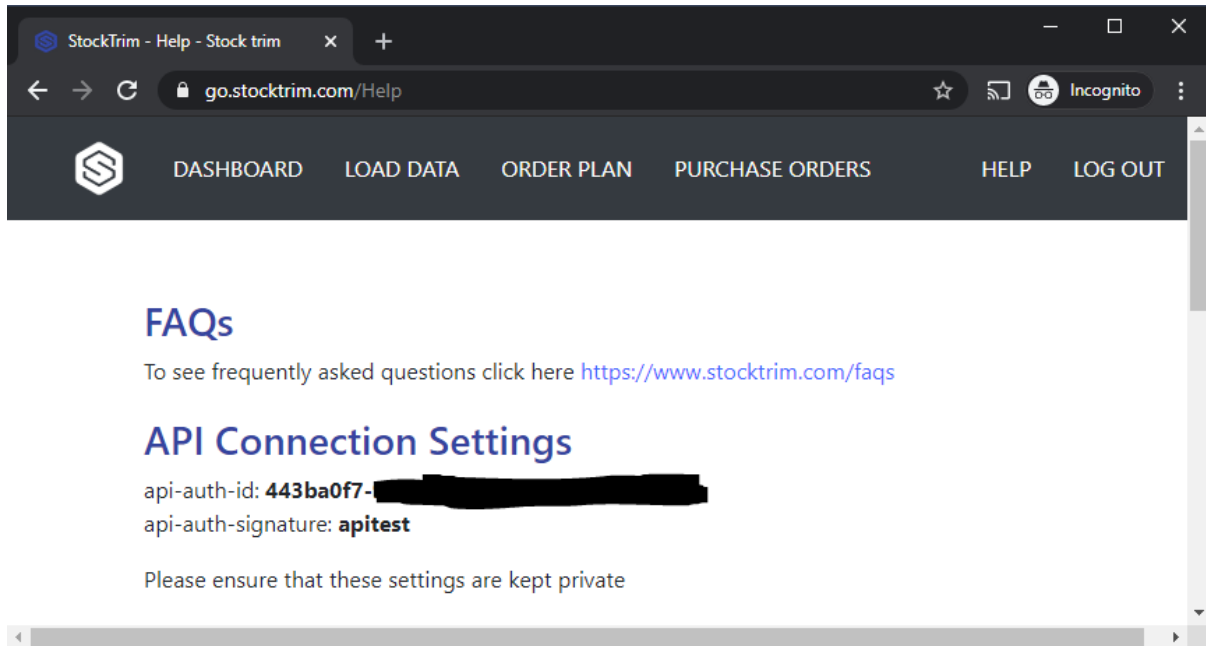 StockTrim - Help - Stock trim
go.stocktrim.com/Help
Incognito
DASHBOARD LOAD DATA ORDER PLAN PURCHASE ORDERS HELP LOG OUT
FAQs
To see frequently asked questions click here https://www.stocktrim.com/faqs
API Connection Settings
api-auth-id: 443ba0f7-
api-auth-signature: apitest
Please ensure that these settings are kept private